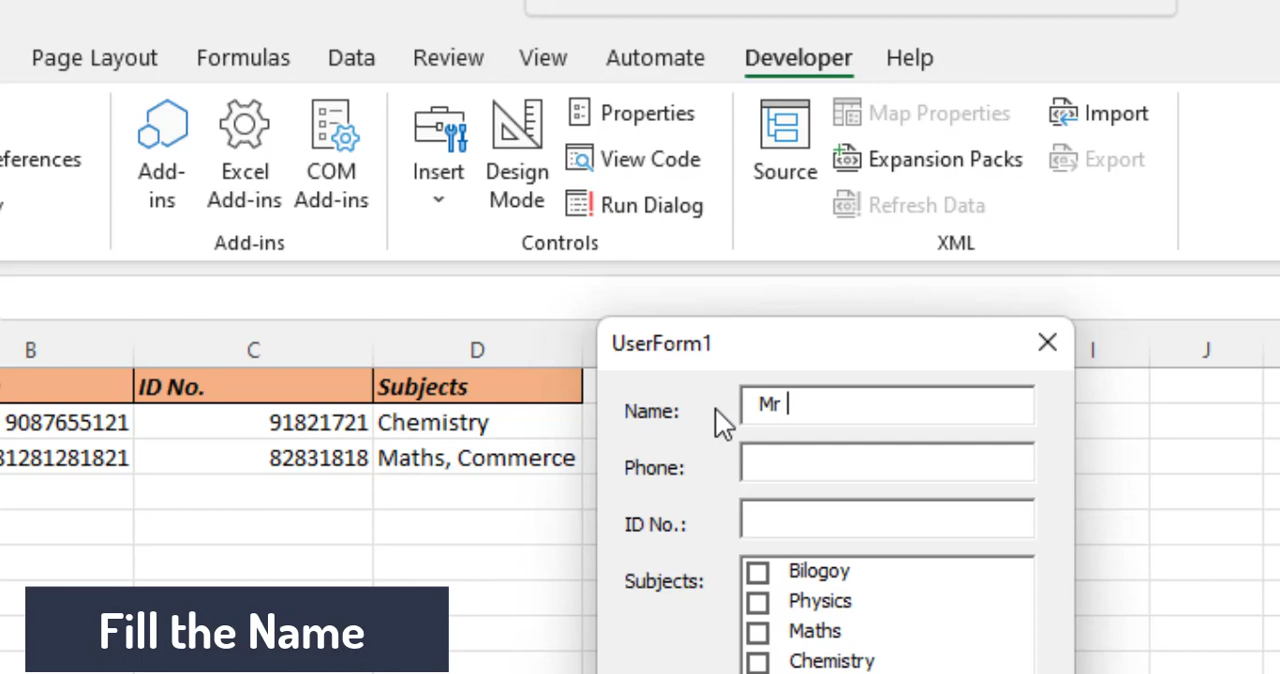 Page Layout Formulas Data Review View Automate Developer Help
Properties Map Properties Import
View Code Expansion Packs Export
Run Dialog Refresh Data
Add-ins Excel Add-ins COM Add-ins Insert Design Mode Source
Add-ins Controls XML
B C D I J
ID No. Subjects
9087655121 91821721 Chemistry
81281281821 82831818 Maths, Commerce
UserForm1
Name: Mr
Phone:
ID No.:
Subjects: Bilogoy
Physics
Maths
Chemistry
Fill the Name